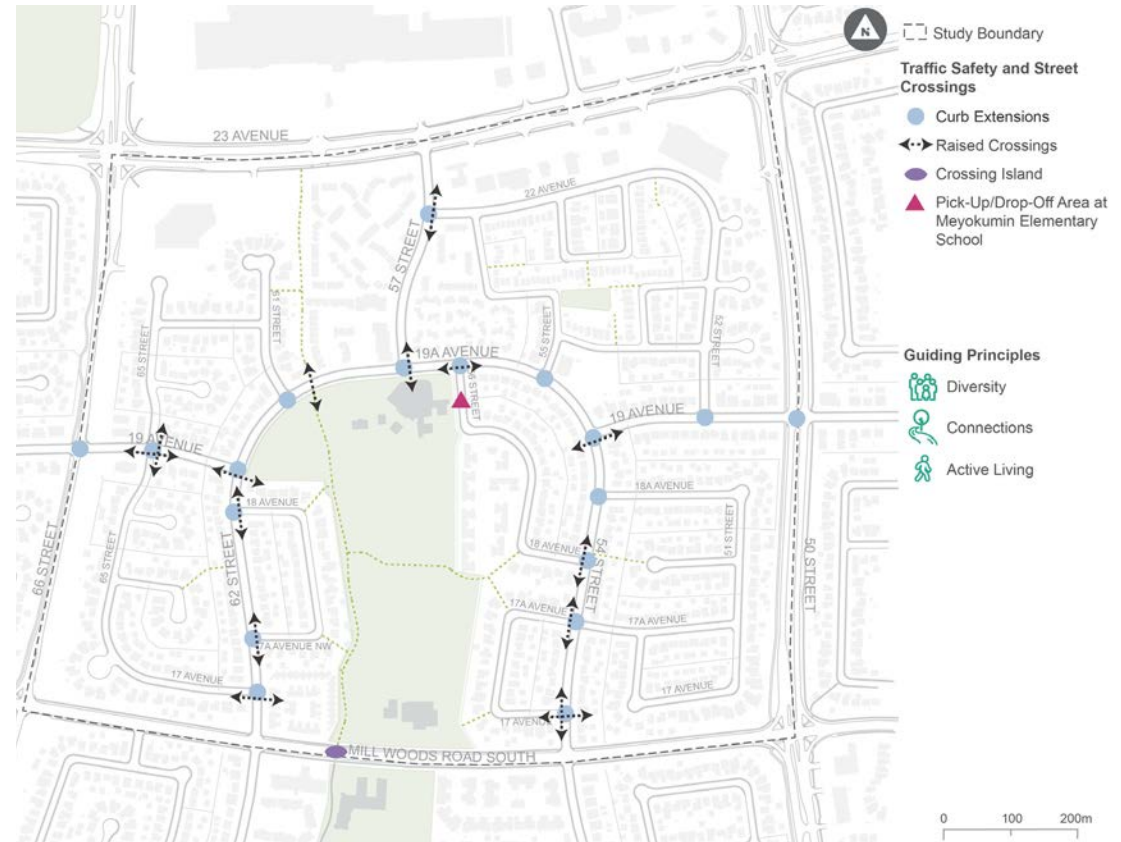 N
Study Boundary
Traffic Safety and Street
Crossings
Curb Extensions
Raised Crossings
Crossing Island
Pick-Up/Drop-Off Area at
Meyokumin Elementary
School
Guiding Principles
Diversity
Connections
Active Living
0 100 200m
23 AVENUE
22 AVENUE
57 STREET
61 STREET
65 STREET
19A AVENUE
55 STREET
52 STREET
STREET
19 AVENUE
19 AVENUE
18 AVENUE
18A AVENUE
51 STREET
66 STREET
65 STREET
62 STREET
18 AVENUE
54 STREET
50 STREET
17A AVENUE
17A AVENUE
7A AVENUE NW
17 AVENUE
17 AVENUE
17 AVENUE
MILL WOODS ROAD SOUTH